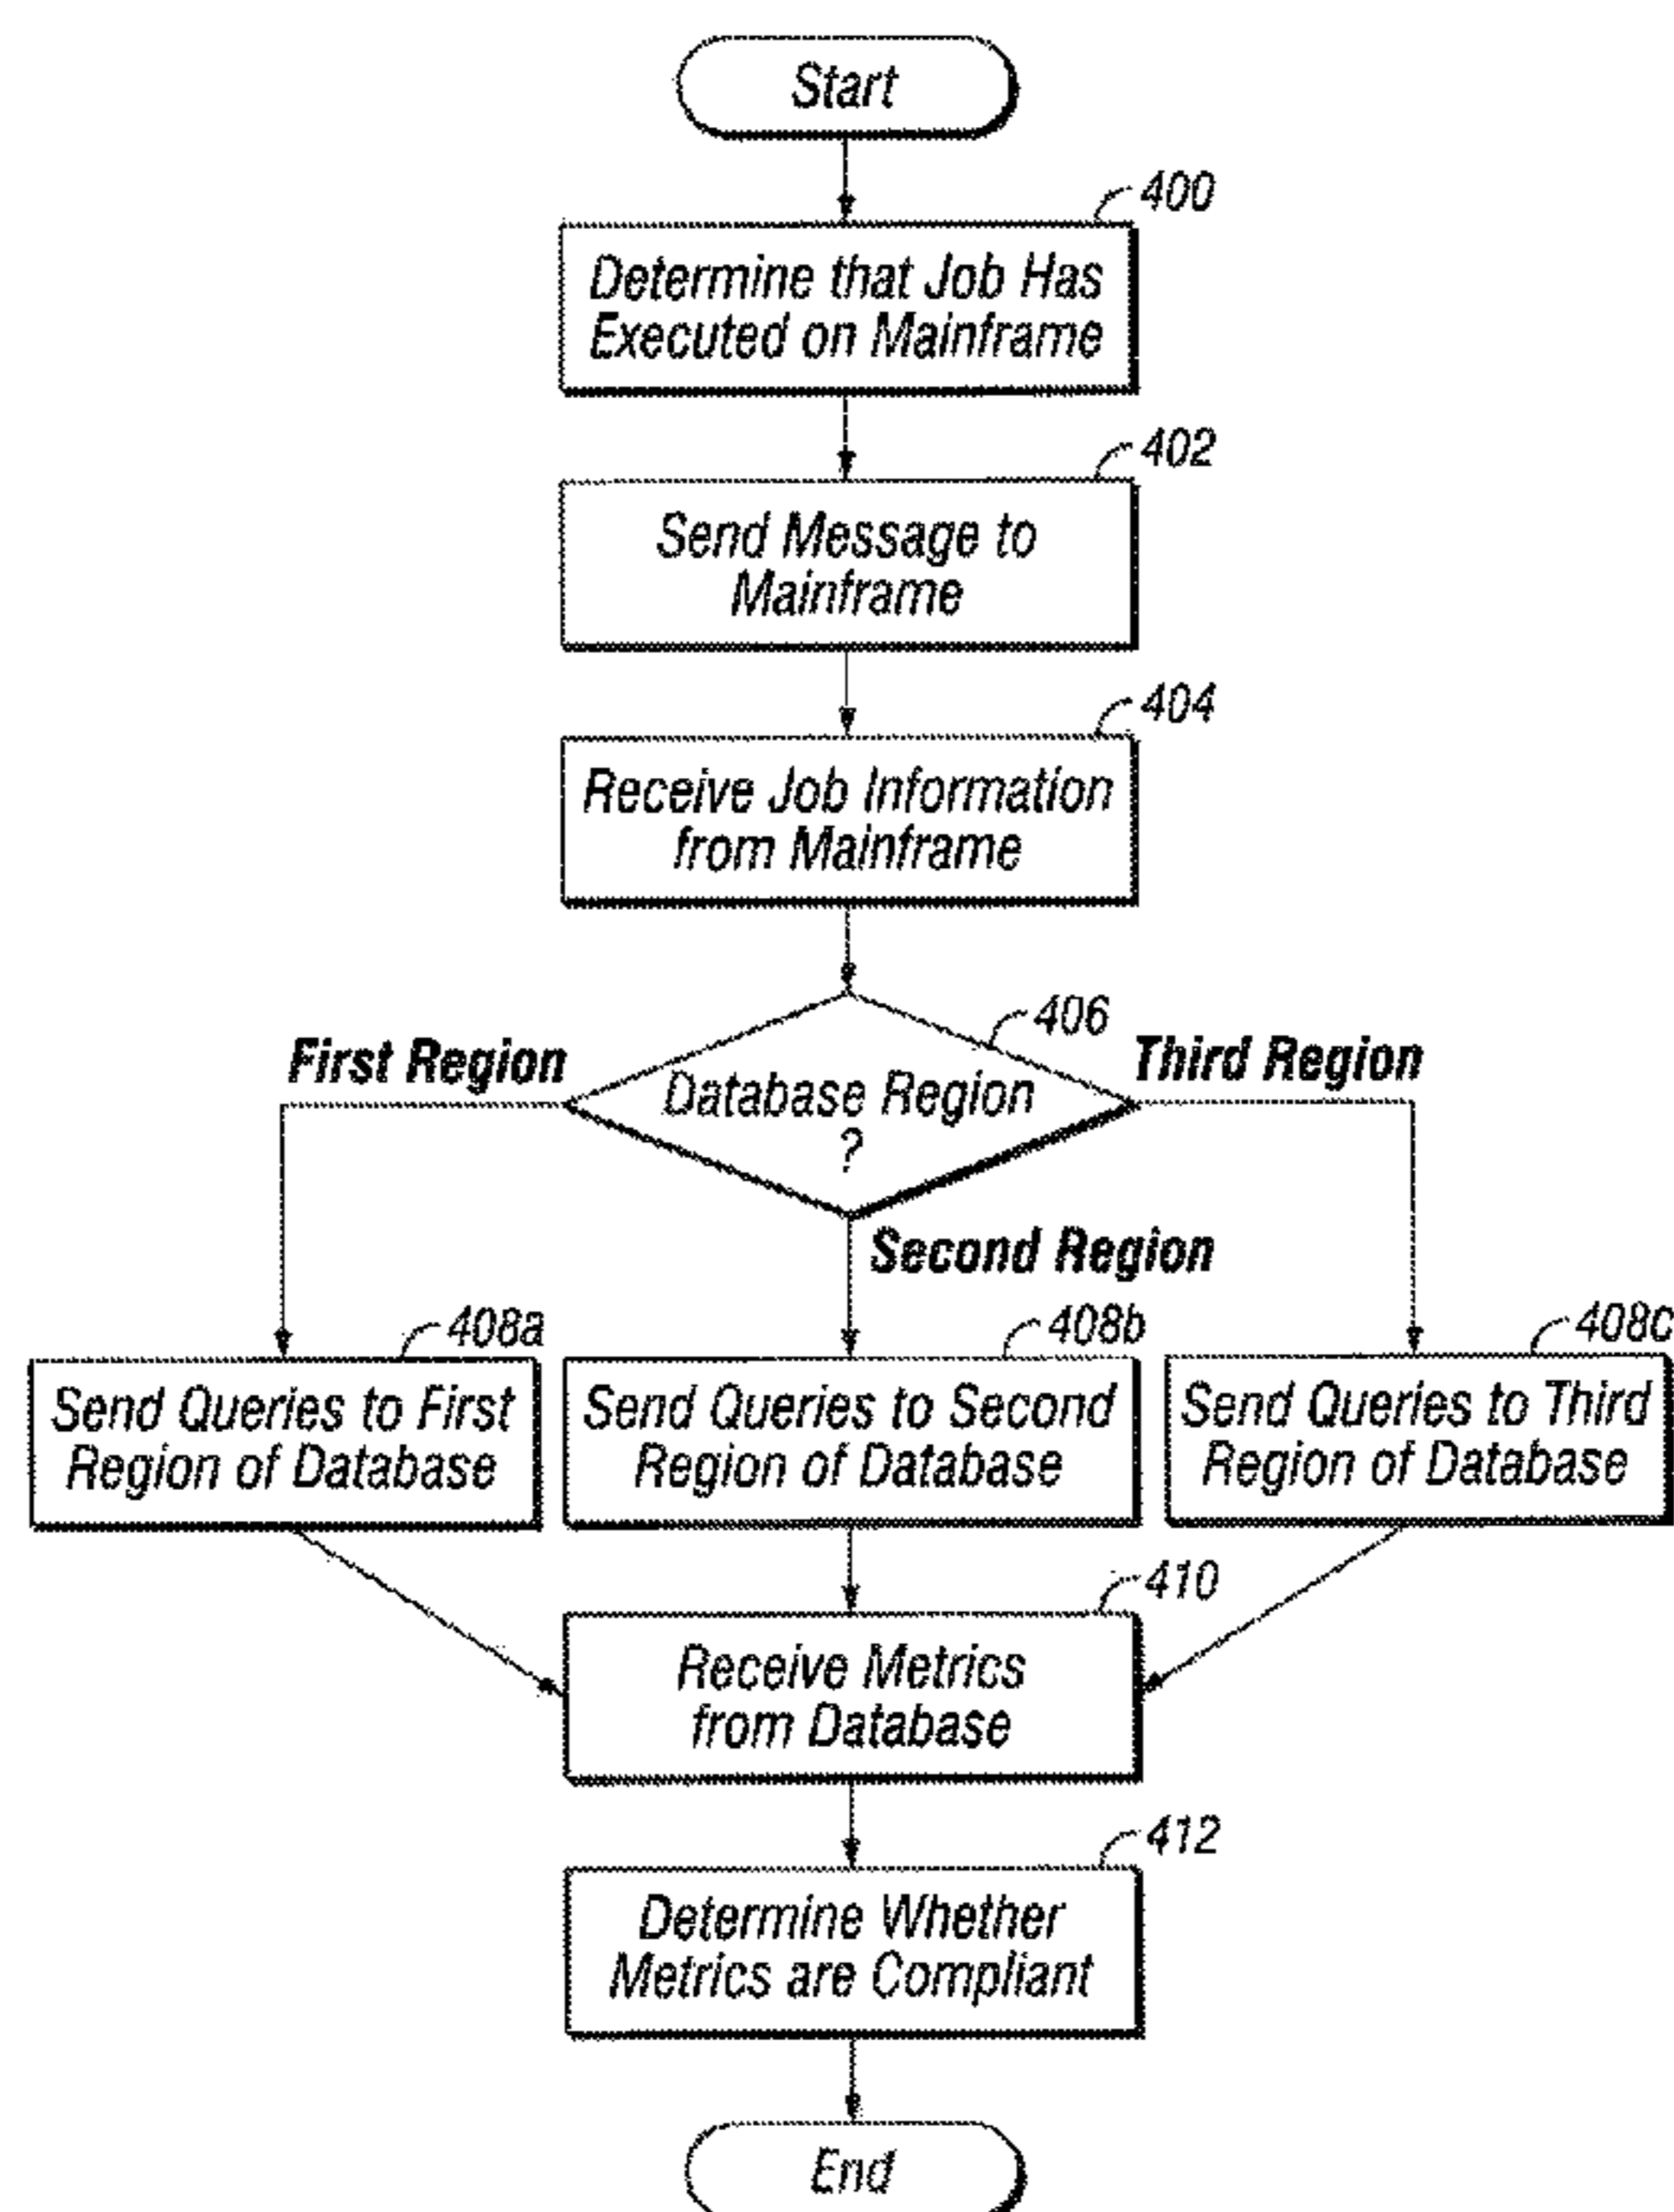 Start
400
Determine that Job Has
Executed on Mainframe
402
Send Message to
Mainframe
404
Receive Job Information
from Mainframe
406
First Region
Third Region
Database Region
?
Second Region
408a
408b
408c
Send Queries to First
Region of Database
Send Queries to Second
Region of Database
Send Queries to Third
Region of Database
410
Receive Metrics
from Database
412
Determine Whether
Metrics are Compliant
End